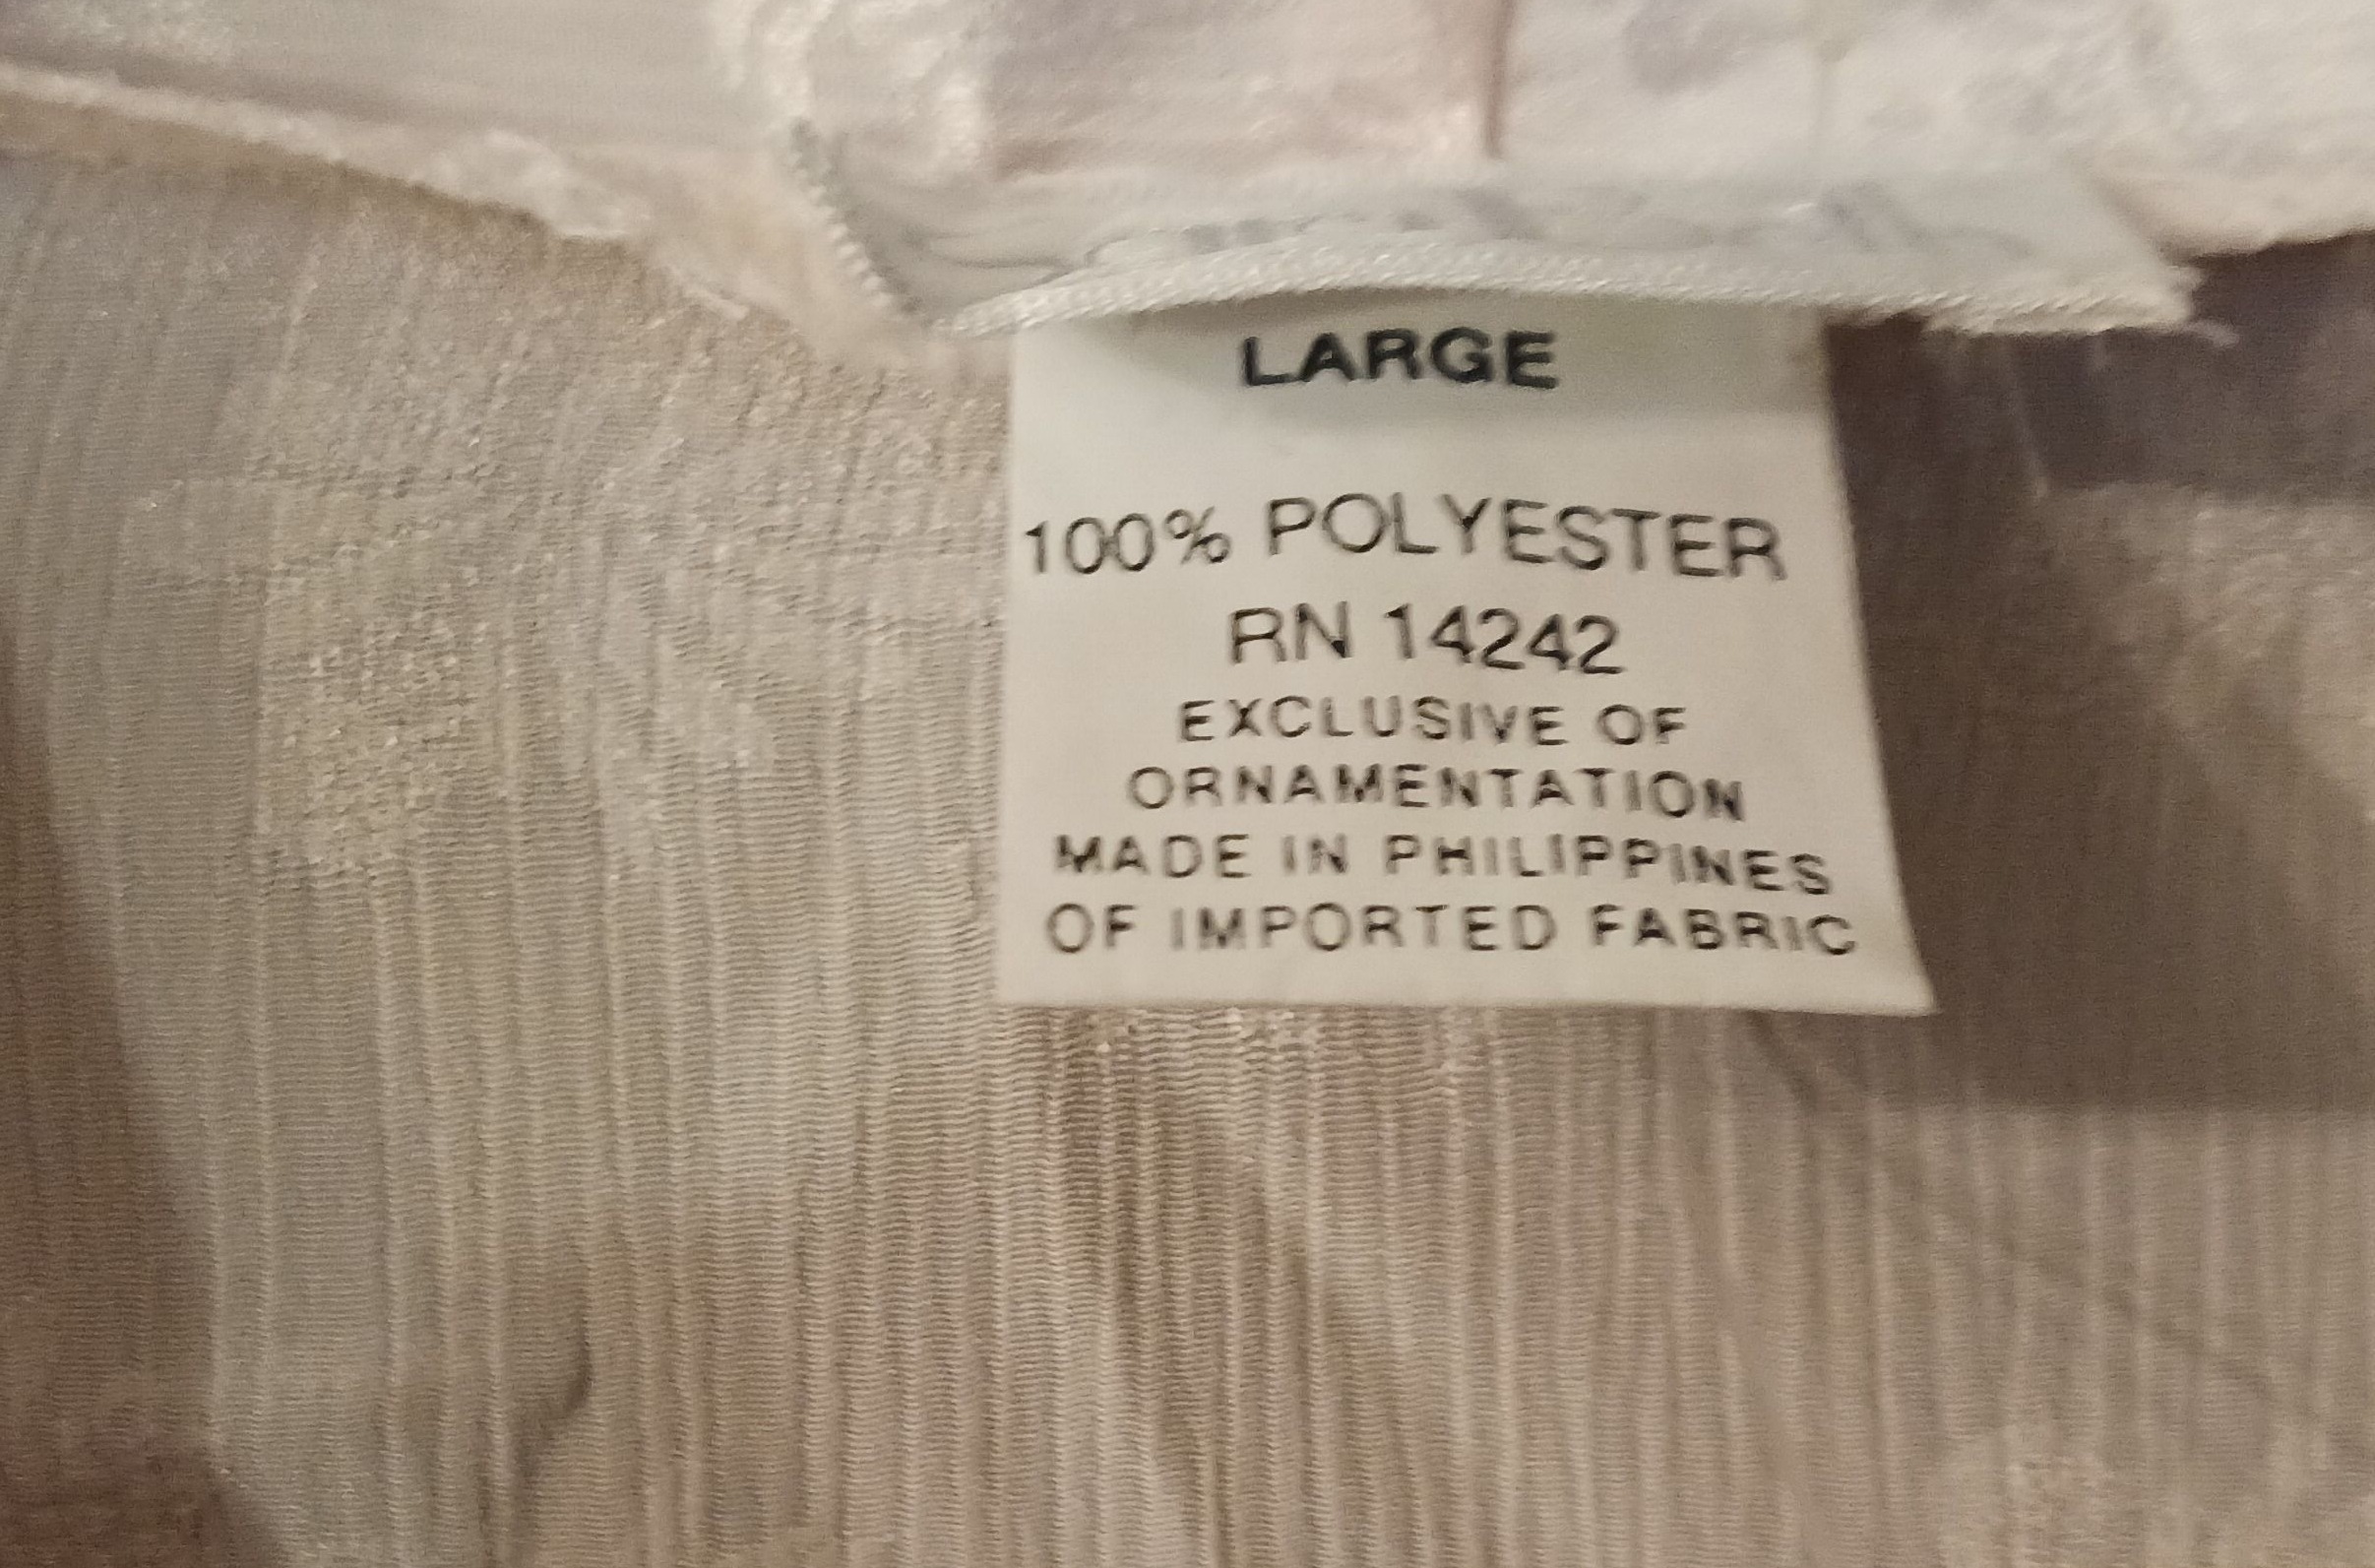 LARGE
100% POLYESTER
RN 14242
EXCLUSIVE OF
ORNAMENTATION
MADE IN PHILIPPINES
OF IMPORTED FABRIC